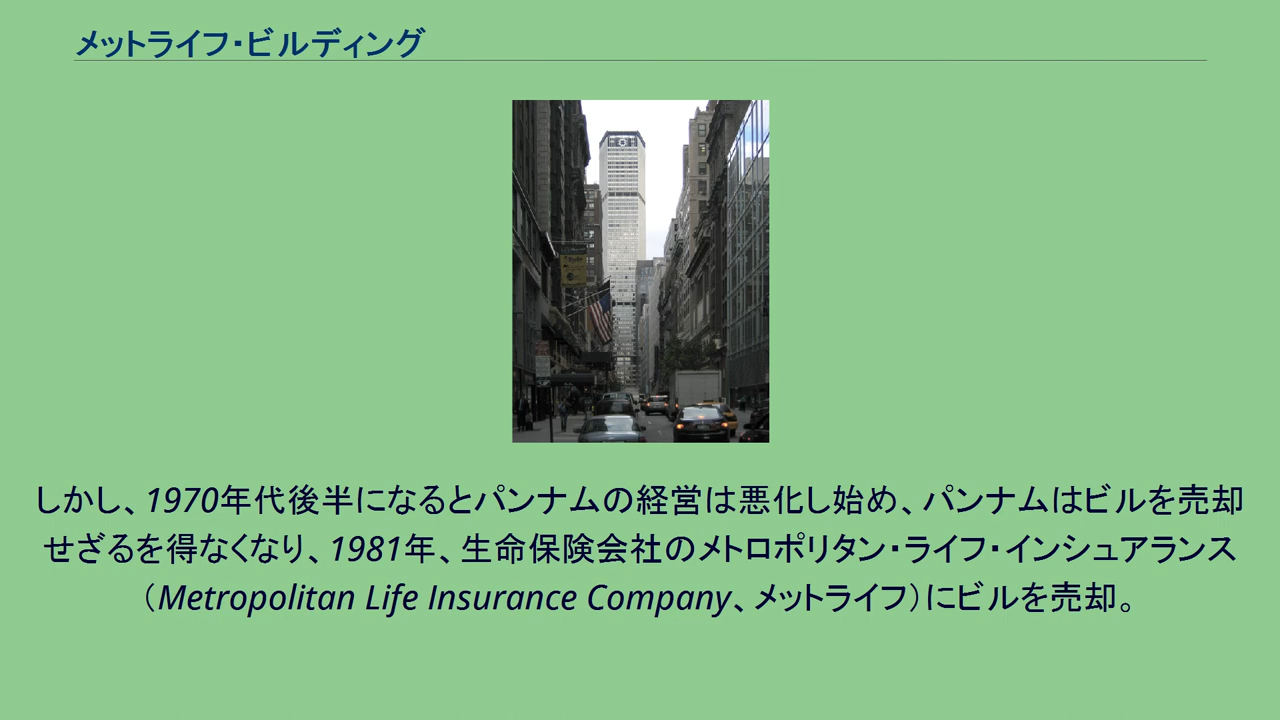 メットライフ・ビルディング
しかし、1970年代後半になるとパンナムの経営は悪化し始め、パンナムはビルを売却
せざるを得なくなり、1981年、生命保険会社のメトロポリタン・ライフ・インシュアランス
（Metropolitan Life Insurance Company、メットライフ）にビルを売却。